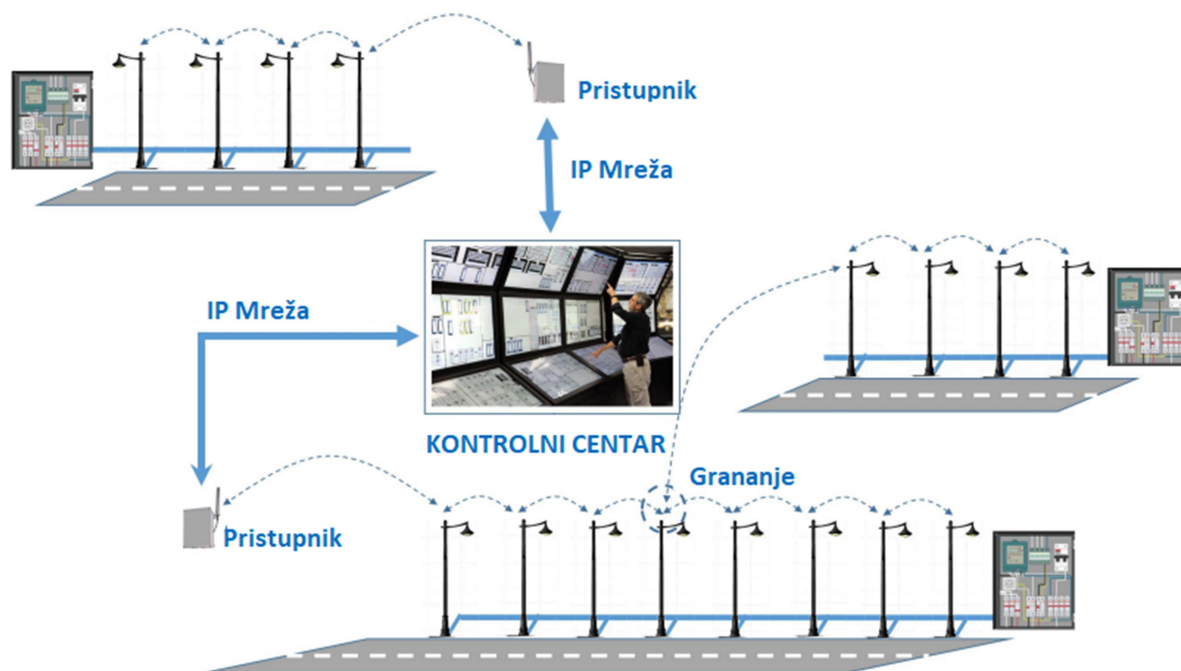 Pristupnik
IP Mreža
IP Mreža
KONTROLNI CENTAR
Grananje
Pristupnik